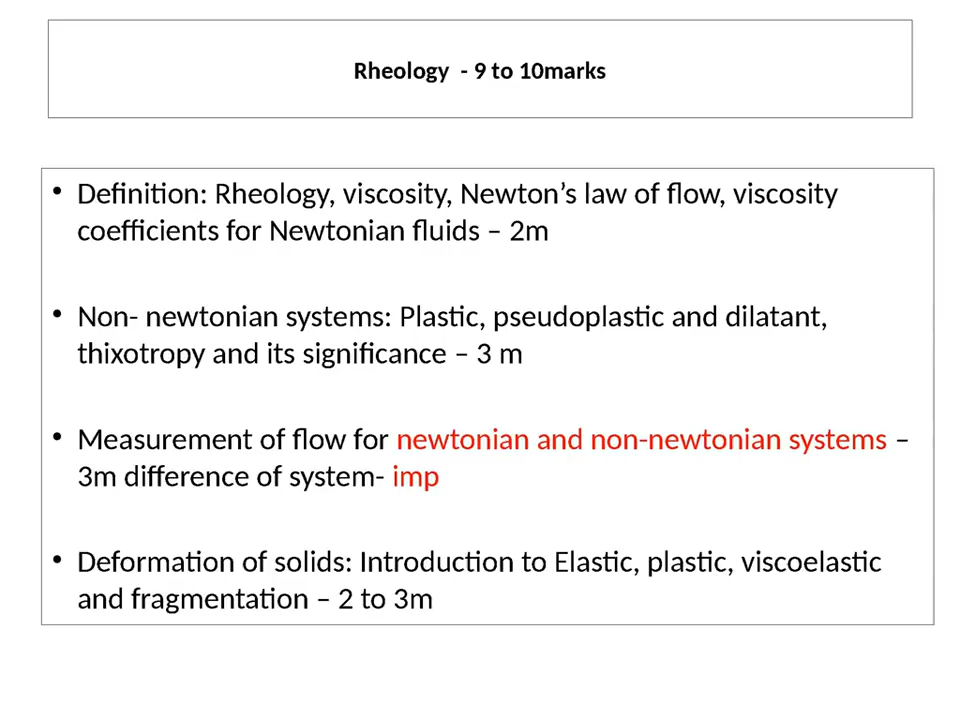 Rheology  - 9 to 10marks
• Definition: Rheology, viscosity, Newton’s law of flow, viscosity
coefficients for Newtonian fluids – 2m
• Non- newtonian systems: Plastic, pseudoplastic and dilatant,
thixotropy and its significance – 3 m
• Measurement of flow for newtonian and non-newtonian systems –
3m difference of system- imp
• Deformation of solids: Introduction to Elastic, plastic, viscoelastic
and fragmentation – 2 to 3m